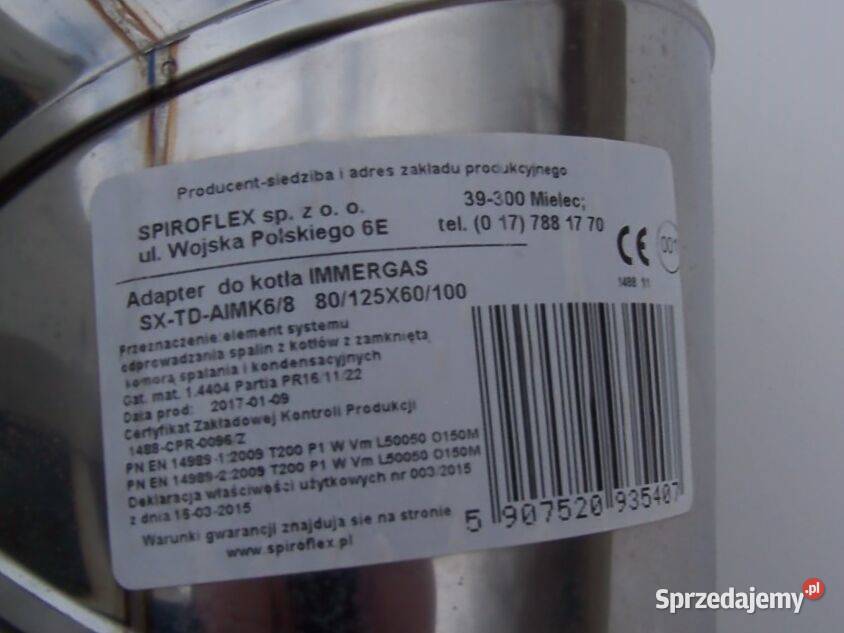 Producent-siedziba i adres zakładu produkcyjnego
SPIROFLEX sp. z o. o.
ul. Wojska Polskiego 6E
39-300 Mielec;
tel. (0 17) 788 17 70
CE 001
1488 11
Adapter do kotła IMMERGAS
SX-TD-AIMK6/8 80/125X60/100
Przeznaczenie:element systemu
odprowadzania spalin z kotłów z zamkniętą
komorą spalania i kondensacyjnych
Gat. mat. 1.4404 Partia PR16/11/22
Data prod: 2017-01-09
Certyfikat Zakładowej Kontroli Produkcji
1488-CPR-0096/Z
PN EN 14989-1:2009 T200 P1 W Vm L50050 O150M
PN EN 14989-2:2009 T200 P1 W Vm L50050 O150M
Deklaracja właściwości użytkowych nr 003/2015
z dnia 16-03-2015
Warunki gwarancji znajdują sie na stronie
www.spiroflex.pl
5 907520 935407
Sprzedajemy.pl